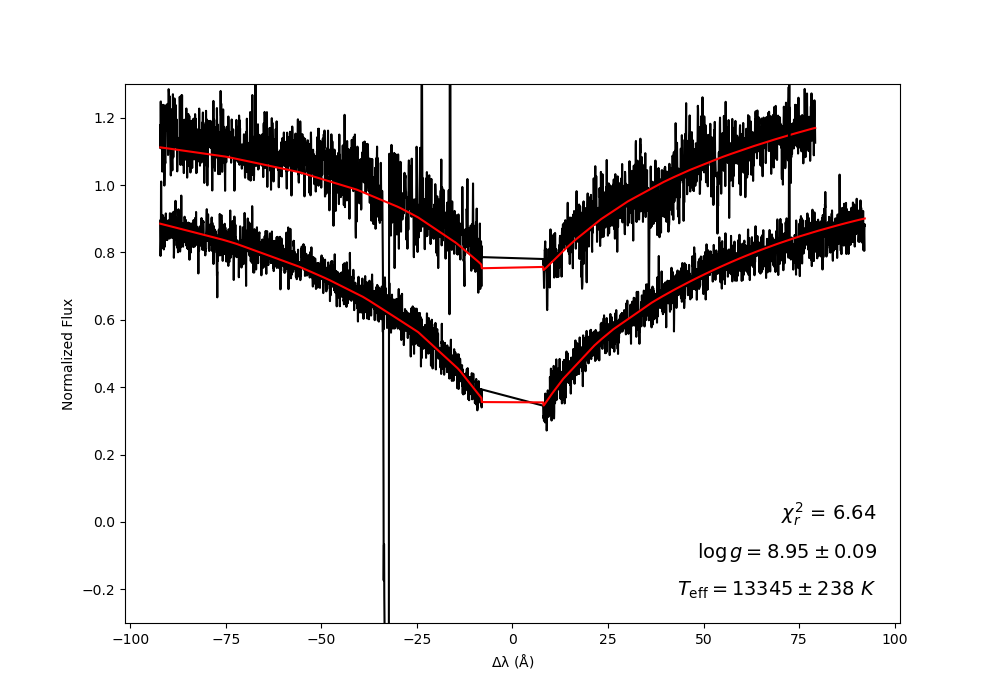 1.2
1.0
0.8
0.6
0.4
0.2
0.0
−0.2
Normalized Flux
χ²ᵣ = 6.64
log g = 8.95 ± 0.09
T_eff = 13345 ± 238 K
−100 −75 −50 −25 0 25 50 75 100
Δλ (Å)